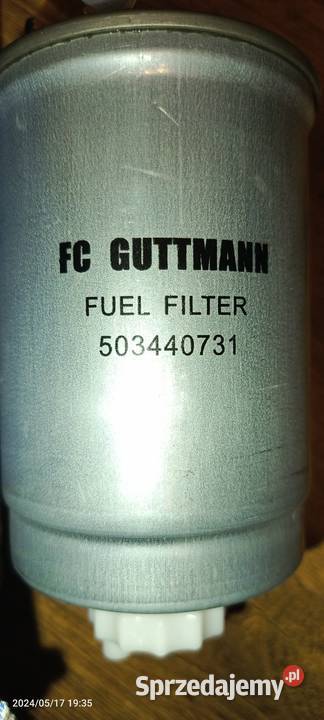 FC GUTTMANN
FUEL FILTER
503440731
2024/05/17 19:35
Sprzedajemy.pl